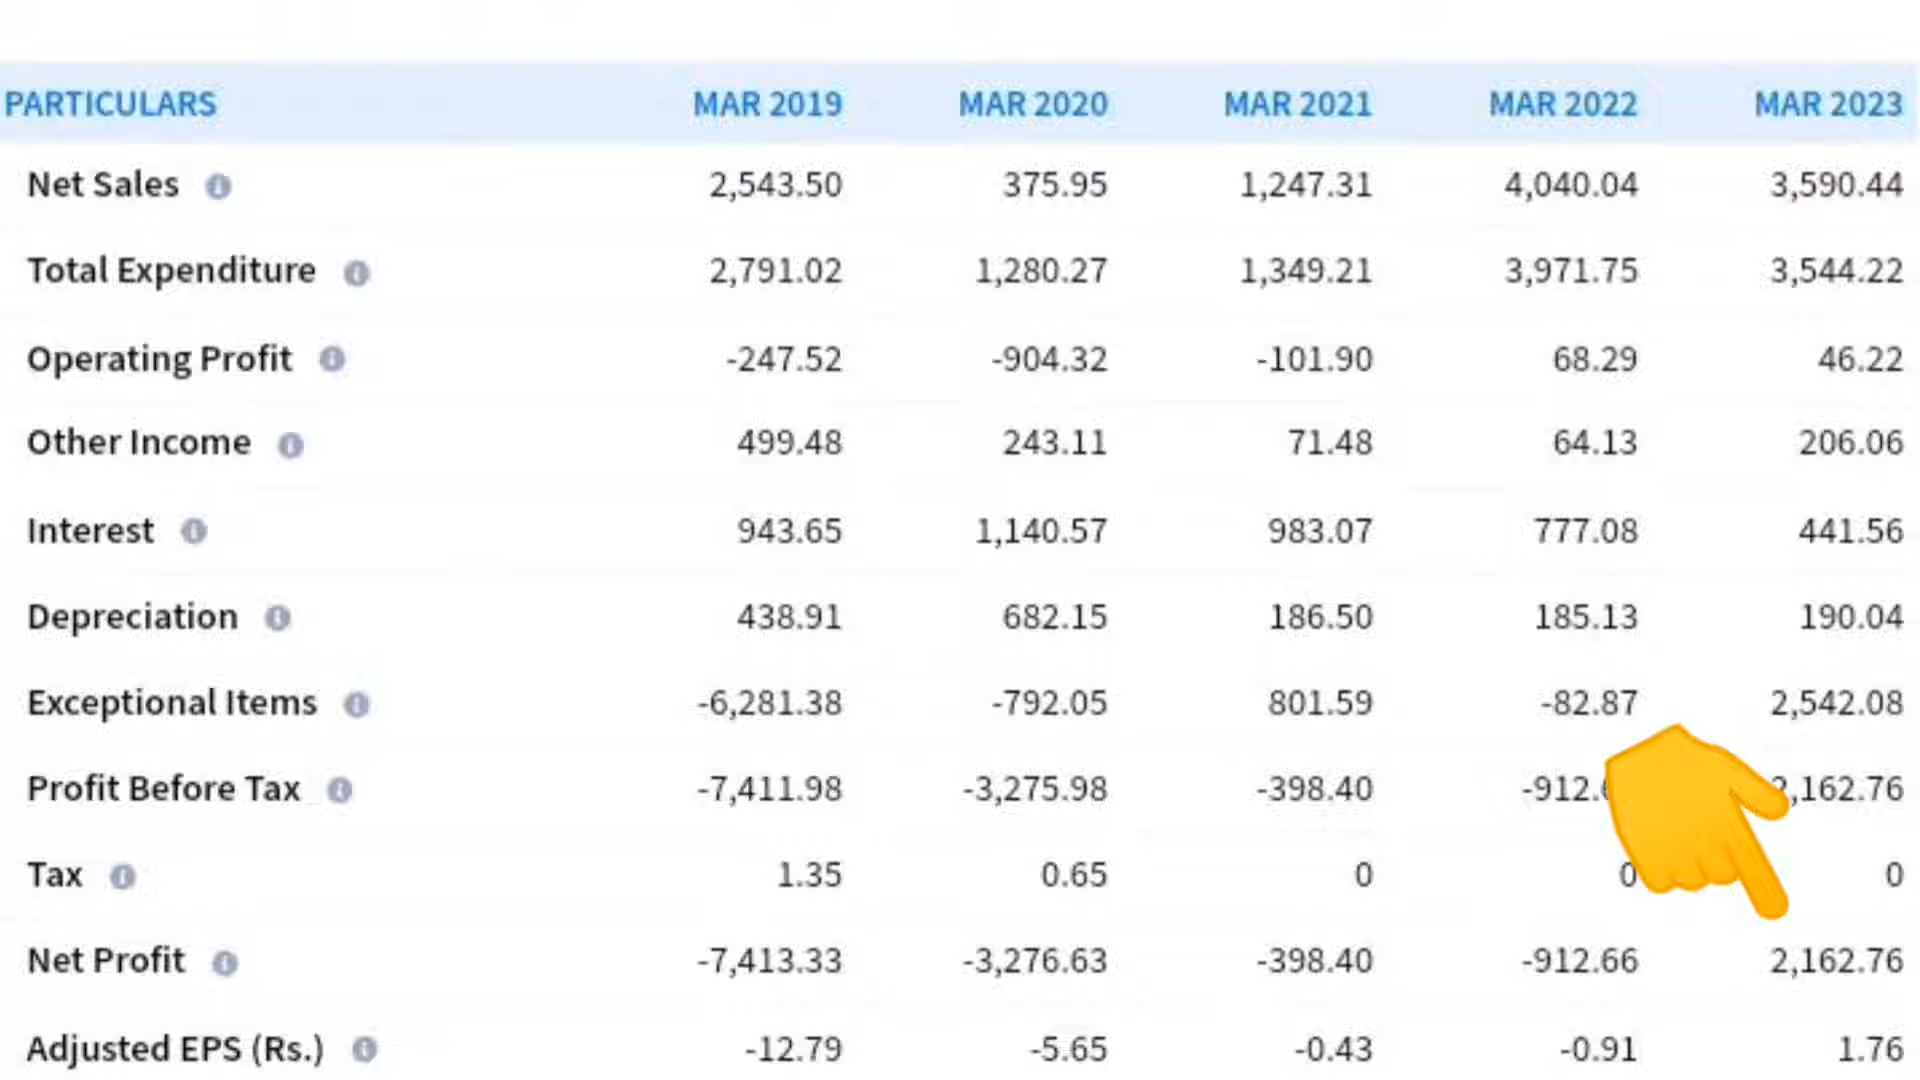 PARTICULARS MAR 2019 MAR 2020 MAR 2021 MAR 2022 MAR 2023
Net Sales 2,543.50 375.95 1,247.31 4,040.04 3,590.44
Total Expenditure 2,791.02 1,280.27 1,349.21 3,971.75 3,544.22
Operating Profit -247.52 -904.32 -101.90 68.29 46.22
Other Income 499.48 243.11 71.48 64.13 206.06
Interest 943.65 1,140.57 983.07 777.08 441.56
Depreciation 438.91 682.15 186.50 185.13 190.04
Exceptional Items -6,281.38 -792.05 801.59 -82.87 2,542.08
Profit Before Tax -7,411.98 -3,275.98 -398.40
Tax 1.35 0.65 0 0 0
Net Profit -7,413.33 -3,276.63 -398.40 -912.66 2,162.76
Adjusted EPS (Rs.) -12.79 -5.65 -0.43 -0.91 1.76